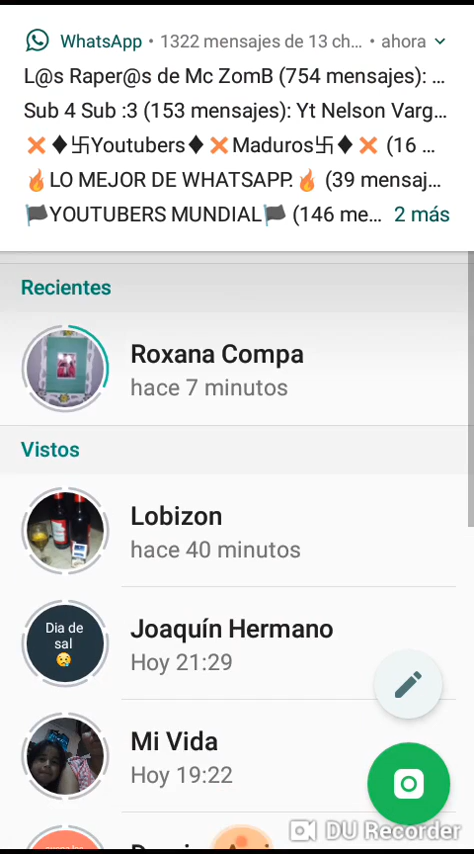 WhatsApp • 1322 mensajes de 13 ch... • ahora
L@s Raper@s de Mc ZomB (754 mensajes): ...
Sub 4 Sub :3 (153 mensajes): Yt Nelson Varg...
❌♦卐Youtubers♦❌Maduros卐♦❌ (16 ...
🔥LO MEJOR DE WHATSAPP.🔥 (39 mensaj...
🏴YOUTUBERS MUNDIAL🏴 (146 me... 2 más
Recientes
Roxana Compa
hace 7 minutos
Vistos
Lobizon
hace 40 minutos
Dia de
sal
😢
Joaquín Hermano
Hoy 21:29
Mi Vida
Hoy 19:22
DU Recorder